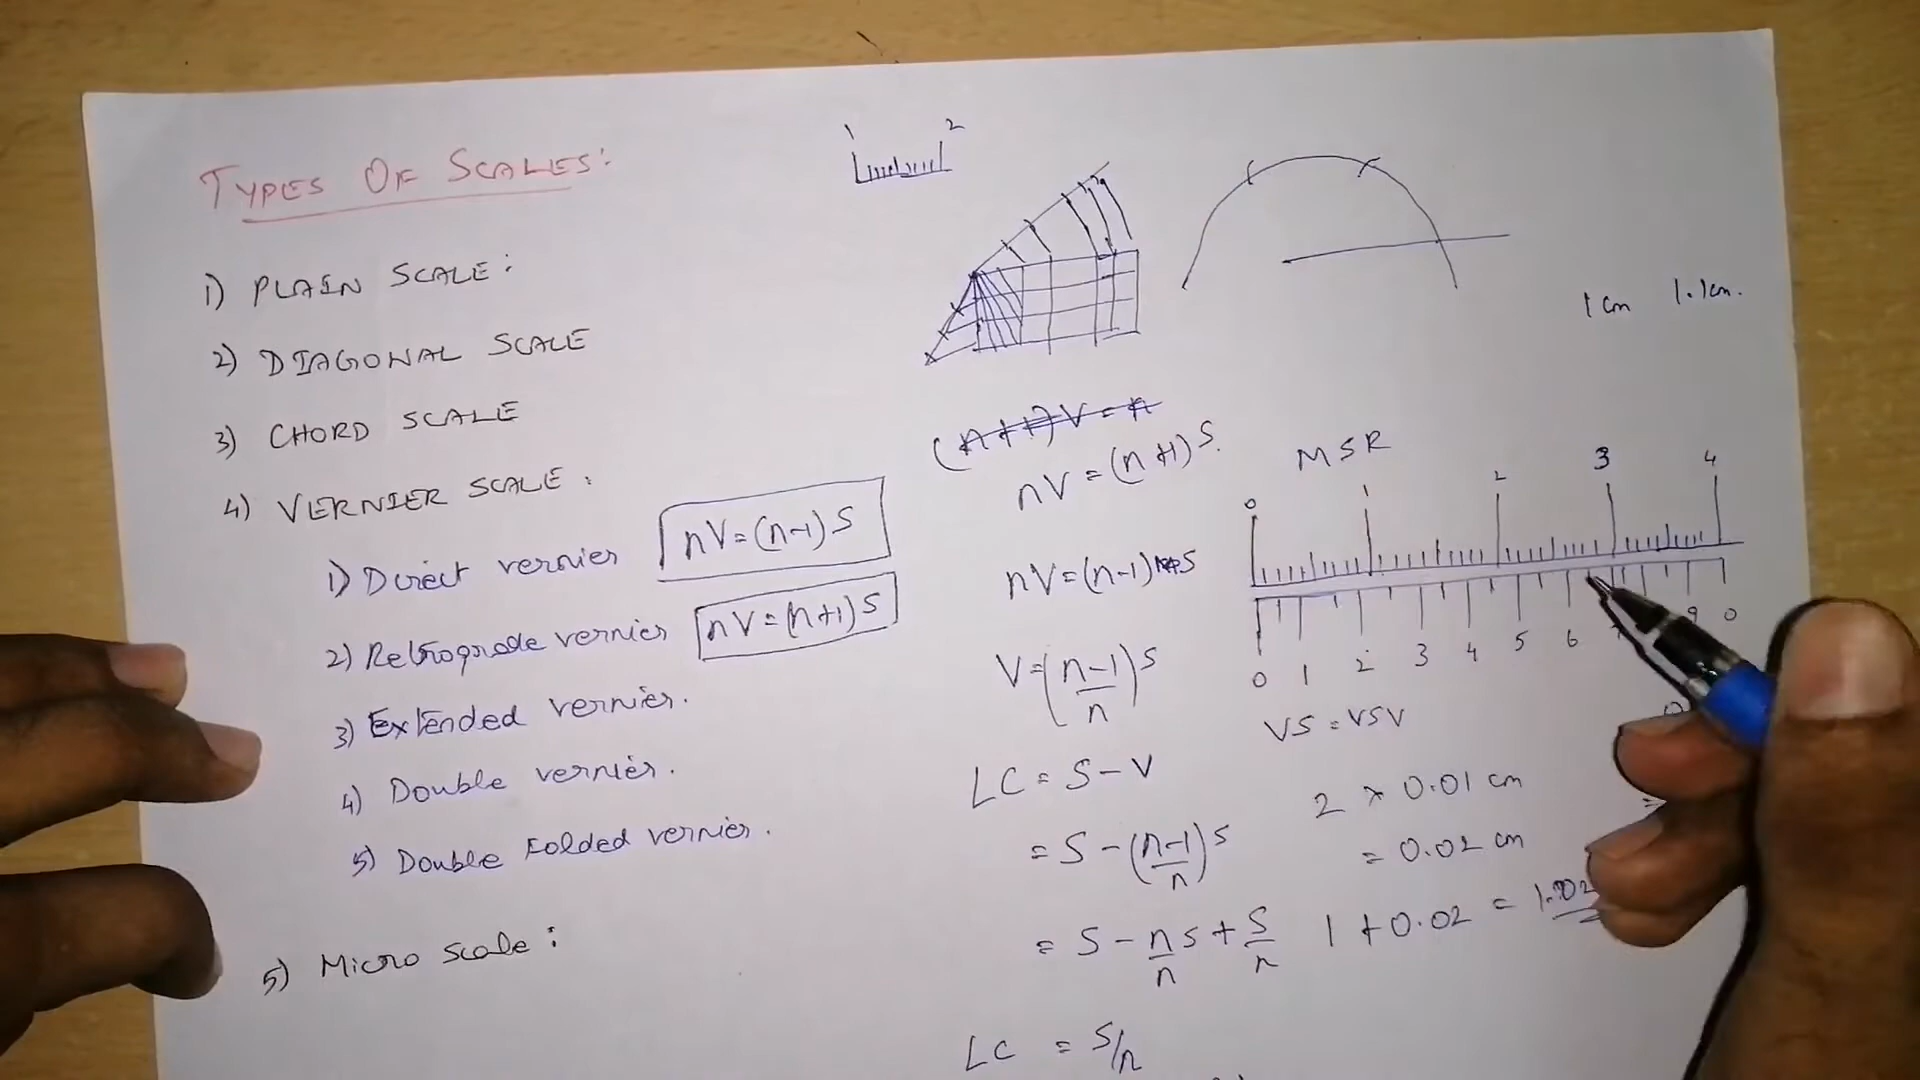 TYPES OF SCALES:
1) PLAIN SCALE:
2) DIAGONAL SCALE
3) CHORD SCALE
4) VERNIER SCALE:
1) Direct vernier nV=(n-1)S
2) Retrograde vernier nV=(n+1)S
3) Extended vernier.
4) Double vernier.
5) Double Folded vernier.
5) Micro scale:
1 2
(n+1)V=n
nV=(n+1)S.
nV=(n-1)S
V=(n-1/n)S
LC=S-V
=S-(n-1/n)S
=S-nS/n+S/n
LC=S/n
1cm 1.1cm.
MSR
0 1 2 3 4
0 1 2 3 4 5 6 9 0
VS=VSV
2×0.01 cm
=0.02 cm
1+0.02=1.02